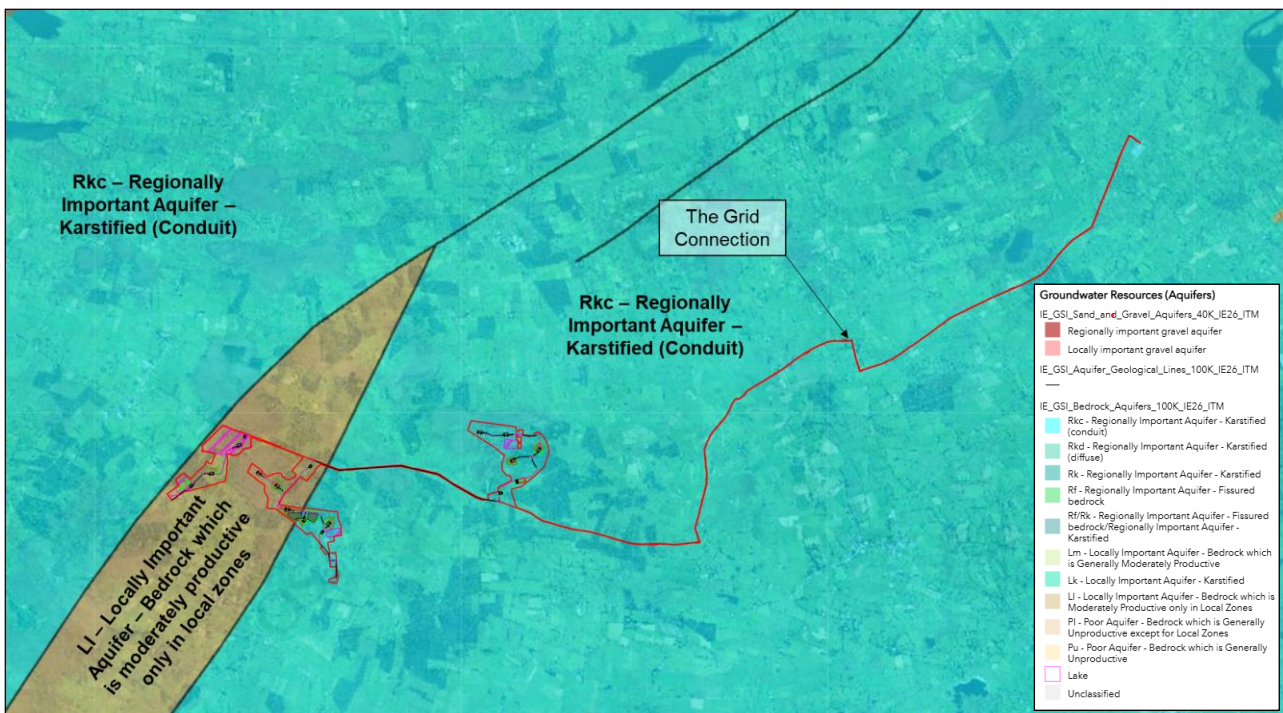 Rkc – Regionally
Important Aquifer –
Karstified (Conduit)
The Grid
Connection
Rkc – Regionally
Important Aquifer –
Karstified (Conduit)
Ll – Locally Important
Aquifer – Bedrock which
is moderately productive
only in local zones
Groundwater Resources (Aquifers)
IE_GSI_Sand_and_Gravel_Aquifers_40K_IE26_ITM
Regionally important gravel aquifer
Locally important gravel aquifer
IE_GSI_Aquifer_Geological_Lines_100K_IE26_ITM
IE_GSI_Bedrock_Aquifers_100K_IE26_ITM
Rkc - Regionally Important Aquifer - Karstified
(conduit)
Rkd - Regionally Important Aquifer - Karstified
(diffuse)
Rk - Regionally Important Aquifer - Karstified
Rf - Regionally Important Aquifer - Fissured
bedrock
Rf/Rk - Regionally Important Aquifer - Fissured
bedrock/Regionally Important Aquifer -
Karstified
Lm - Locally Important Aquifer - Bedrock which
is Generally Moderately Productive
Lk - Locally Important Aquifer - Karstified
Ll - Locally Important Aquifer - Bedrock which is
Moderately Productive only in Local Zones
Pl - Poor Aquifer - Bedrock which is Generally
Unproductive except for Local Zones
Pu - Poor Aquifer - Bedrock which is Generally
Unproductive
Lake
Unclassified